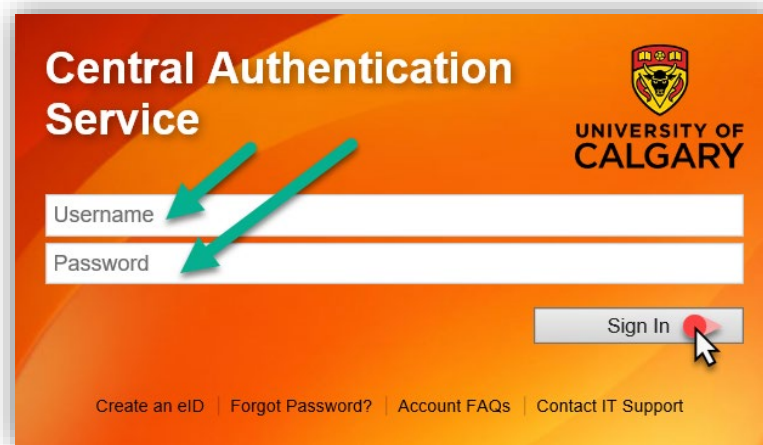 Central Authentication
Service
UNIVERSITY OF
CALGARY
Username
Password
Sign In
Create an eID | Forgot Password? | Account FAQs | Contact IT Support